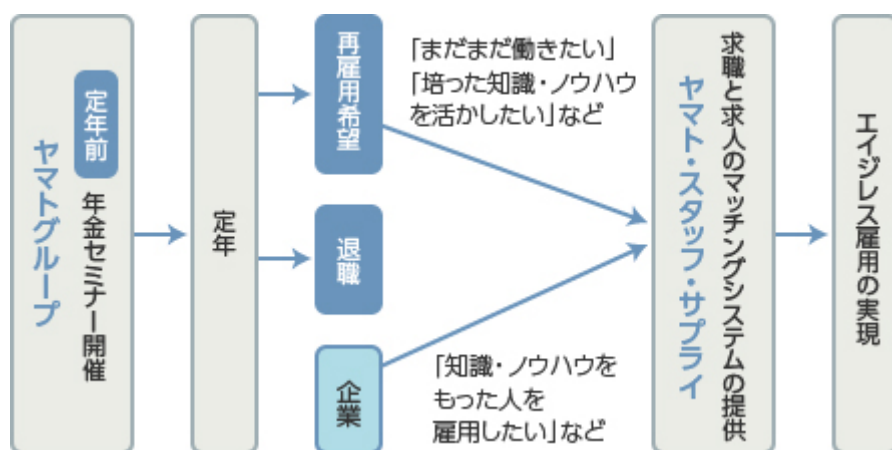 定年前
ヤマトグループ
年金セミナー開催
定年
再雇用希望
「まだまだ働きたい」
「培った知識・ノウハウ
を活かしたい」など
退職
企業
「知識・ノウハウを
もった人を
雇用したい」など
求職と求人のマッチングシステムの提供
ヤマト・スタッフ・サプライ
エイジレス雇用の実現